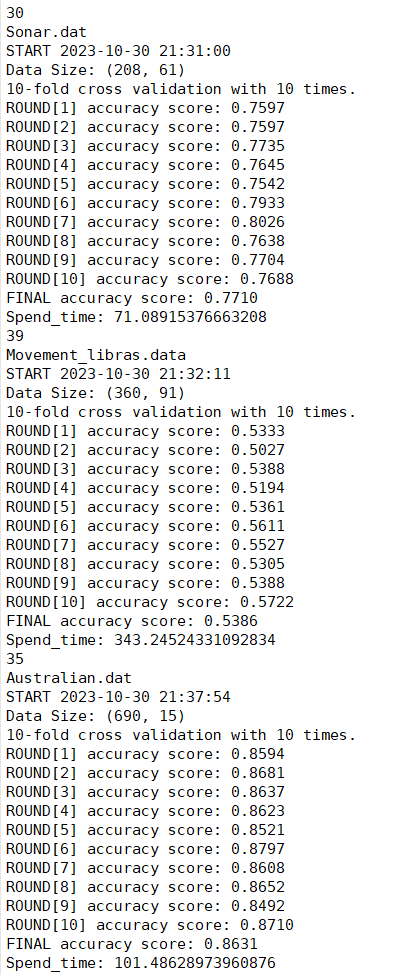 30
Sonar.dat
START 2023-10-30 21:31:00
Data Size: (208, 61)
10-fold cross validation with 10 times.
ROUND[1] accuracy score: 0.7597
ROUND[2] accuracy score: 0.7597
ROUND[3] accuracy score: 0.7735
ROUND[4] accuracy score: 0.7645
ROUND[5] accuracy score: 0.7542
ROUND[6] accuracy score: 0.7933
ROUND[7] accuracy score: 0.8026
ROUND[8] accuracy score: 0.7638
ROUND[9] accuracy score: 0.7704
ROUND[10] accuracy score: 0.7688
FINAL accuracy score: 0.7710
Spend_time: 71.08915376663208
39
Movement_libras.data
START 2023-10-30 21:32:11
Data Size: (360, 91)
10-fold cross validation with 10 times.
ROUND[1] accuracy score: 0.5333
ROUND[2] accuracy score: 0.5027
ROUND[3] accuracy score: 0.5388
ROUND[4] accuracy score: 0.5194
ROUND[5] accuracy score: 0.5361
ROUND[6] accuracy score: 0.5611
ROUND[7] accuracy score: 0.5527
ROUND[8] accuracy score: 0.5305
ROUND[9] accuracy score: 0.5388
ROUND[10] accuracy score: 0.5722
FINAL accuracy score: 0.5386
Spend_time: 343.24524331092834
35
Australian.dat
START 2023-10-30 21:37:54
Data Size: (690, 15)
10-fold cross validation with 10 times.
ROUND[1] accuracy score: 0.8594
ROUND[2] accuracy score: 0.8681
ROUND[3] accuracy score: 0.8637
ROUND[4] accuracy score: 0.8623
ROUND[5] accuracy score: 0.8521
ROUND[6] accuracy score: 0.8797
ROUND[7] accuracy score: 0.8608
ROUND[8] accuracy score: 0.8652
ROUND[9] accuracy score: 0.8492
ROUND[10] accuracy score: 0.8710
FINAL accuracy score: 0.8631
Spend_time: 101.48628973960876